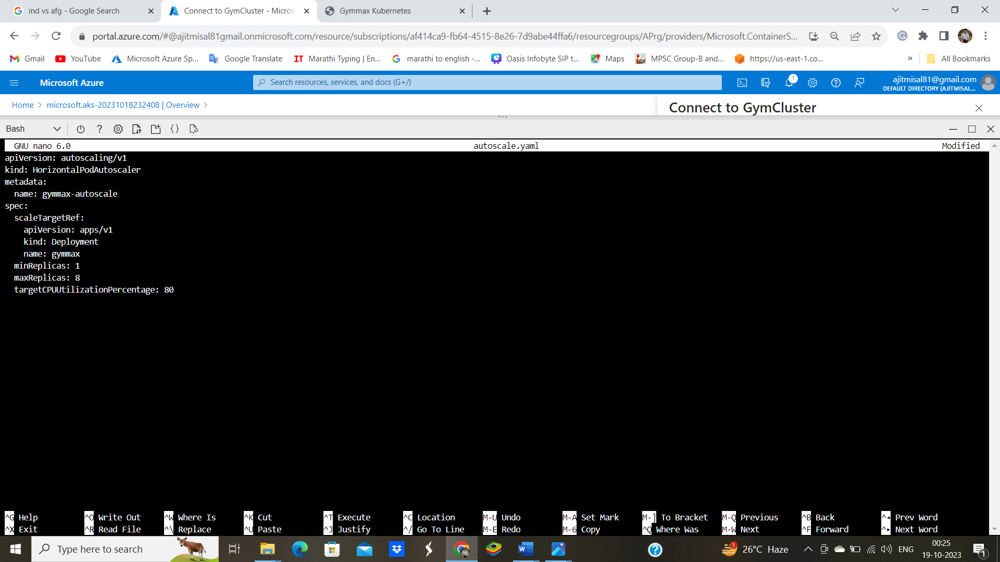 ind vs afg - Google Search
Connect to GymCluster - Micros
Gymmax Kubernetes
portal.azure.com/#@ajitmisal81gmail.onmicrosoft.com/resource/subscriptions/af414ca9-fb64-4515-8e26-7d9abe44ffa6/resourcegroups/APrg/providers/Microsoft.ContainerS...
Gmail YouTube Microsoft Azure Sp... Google Translate IT Marathi Typing | En... marathi to english -... Oasis Infobyte SIP t... Maps MPSC Group-B and... https://us-east-1.co... » All Bookmarks
Microsoft Azure
Search resources, services, and docs (G+/)
1
ajitmisal81@gmail.com
DEFAULT DIRECTORY (AJITMISAL...
Home > microsoft.aks-20231018232408 | Overview >
Connect to GymCluster
Bash
GNU nano 6.0 autoscale.yaml Modified
apiVersion: autoscaling/v1
kind: HorizontalPodAutoscaler
metadata:
  name: gymmax-autoscale
spec:
  scaleTargetRef:
    apiVersion: apps/v1
    kind: Deployment
    name: gymmax
  minReplicas: 1
  maxReplicas: 8
  targetCPUUtilizationPercentage: 80
^G Help ^O Write Out ^W Where Is ^K Cut ^T Execute ^C Location M-U Undo M-A Set Mark M-] To Bracket M-Q Previous ^B Back ^◂ Prev Word
^X Exit ^R Read File ^\ Replace ^U Paste ^J Justify ^/ Go To Line M-E Redo M-6 Copy ^Q Where Was M-W Next ^F Forward ^▸ Next Word
Type here to search
1
26°C Haze
ENG
00:25
19-10-2023
1